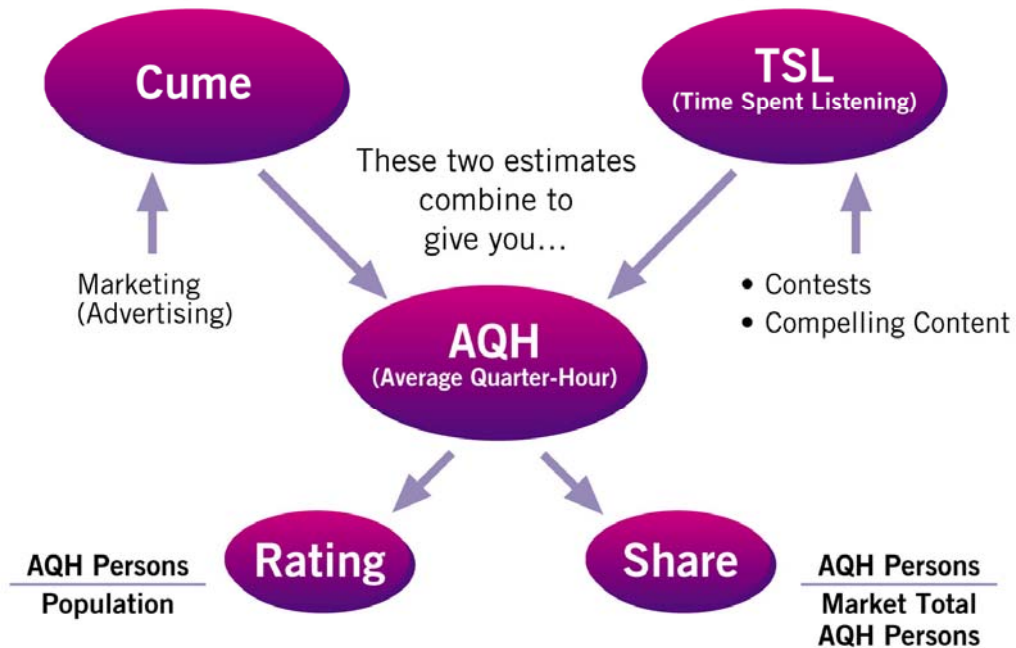 Cume
TSL
(Time Spent Listening)
These two estimates
combine to
give you...
Marketing
(Advertising)
• Contests
• Compelling Content
AQH
(Average Quarter-Hour)
Rating
Share
AQH Persons
Population
AQH Persons
Market Total
AQH Persons